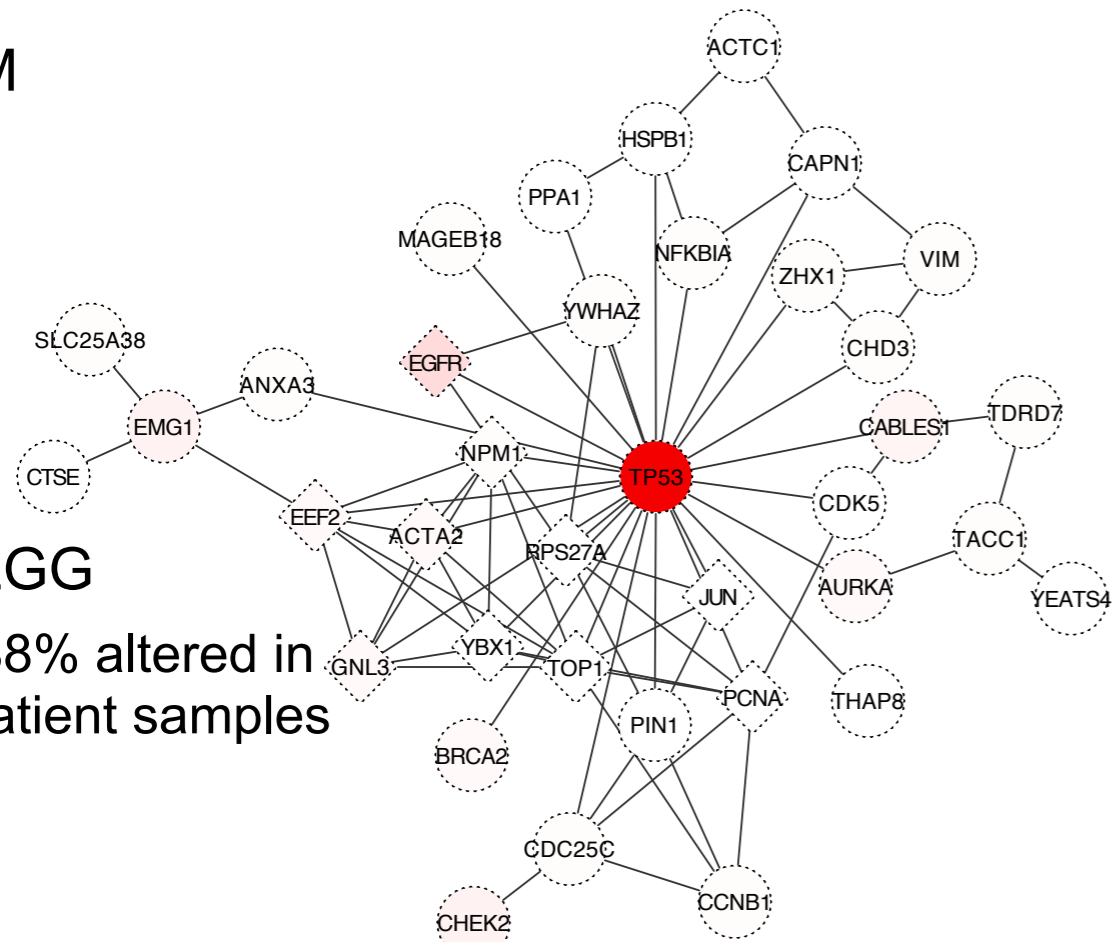 ACTC1
M
HSPB1
CAPN1
PPA1
MAGEB18
NFKBIA
VIM
ZHX1
YWHAZ
SLC25A38
CHD3
EGFR
ANXA3
TDRD7
EMG1
CABLES1
NPM1
CTSE
TP53
CDK5
EEF2
ACTA2
TACC1
RPS27A
EGG
AURKA
JUN
YEATS4
8% altered in
YBX1
GNL3
TOP1
PCNA
THAP8
atient samples
PIN1
BRCA2
CDC25C
CCNB1
CHEK2